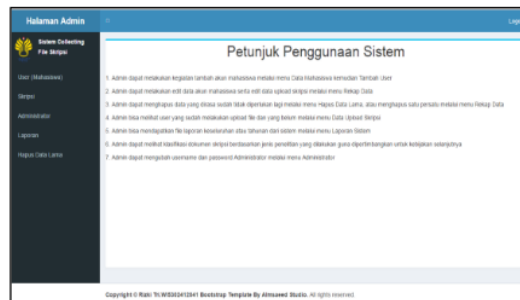 Halaman Admin
Sistem Collecting
File Skripsi
User (Mahasiswa)
Skripsi
Administrator
Laporan
Hapus Data Lama
Petunjuk Penggunaan Sistem
1. Admin dapat melakukan kegiatan tambah akun mahasiswa melalui menu Data Mahasiswa kemudian Tambah User
2. Admin dapat melakukan edit data akun mahasiswa serta edit data upload skripsi melalui menu Rekap Data
3. Admin dapat menghapus data yang dirasa sudah tidak diperlukan lagi melalui menu Hapus Data Lama, atau menghapus satu persatu melalui menu Rekap Data
4. Admin bisa melihat user yang sudah melakukan upload file dan yang belum melalui menu Data Upload Skripsi
5. Admin bisa mendapatkan file laporan keseluruhan atau tahunan dari sistem melalui menu Laporan Sistem
6. Admin dapat melihat klasifikasi dokumen skripsi berdasarkan jenis penelitian yang dilakukan guna dipertimbangkan untuk kebijakan selanjutnya
7. Admin dapat mengubah username dan password Administrator melalui menu Administrator
Copyright © Rizki Tri.W/5302412041 Bootstrap Template By Almsaeed Studio. All rights reserved.